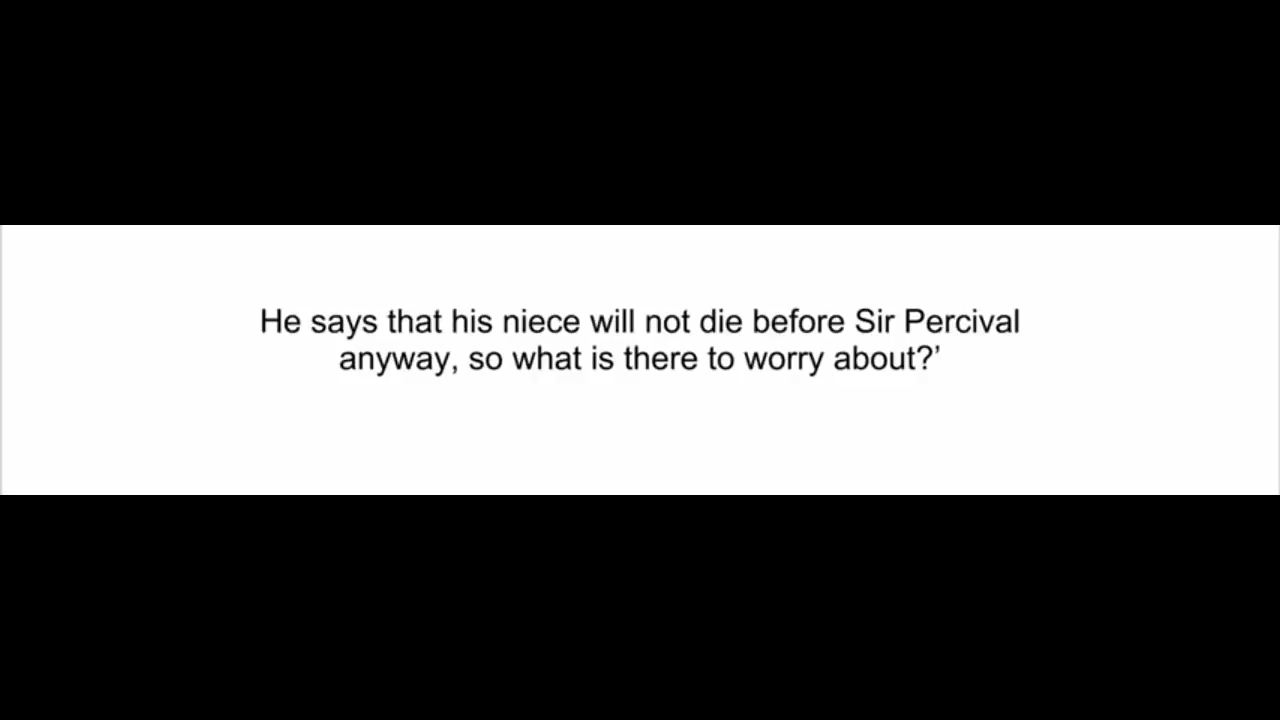 He says that his niece will not die before Sir Percival
anyway, so what is there to worry about?’